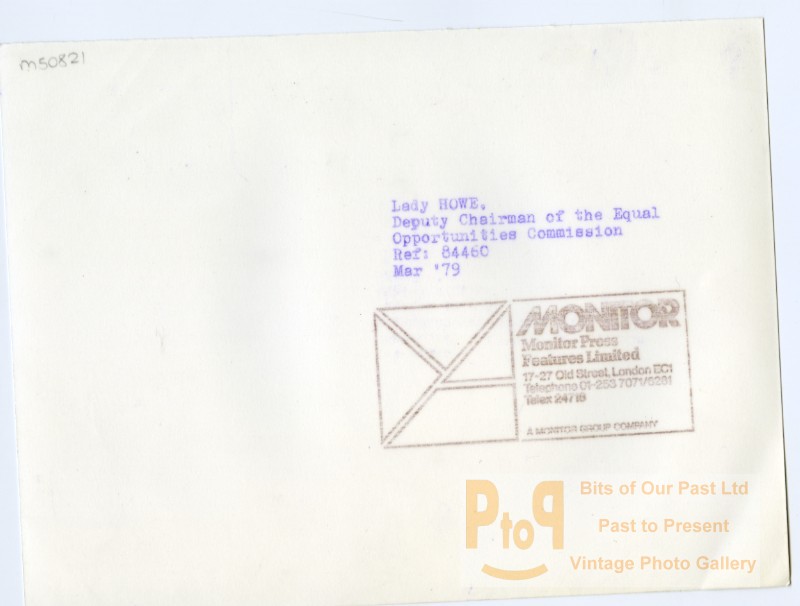 m50821
Lady HOWE.
Deputy Chairman of the Equal
Opportunities Commission
Ref: 8446C
Mar '79
MONITOR
Monitor Press
Features Limited
17-27 Old Street, London EC1
Telephone 01-253 7071/6281
Telex 24718
A MONITOR GROUP COMPANY
PtoP
Bits of Our Past Ltd
Past to Present
Vintage Photo Gallery